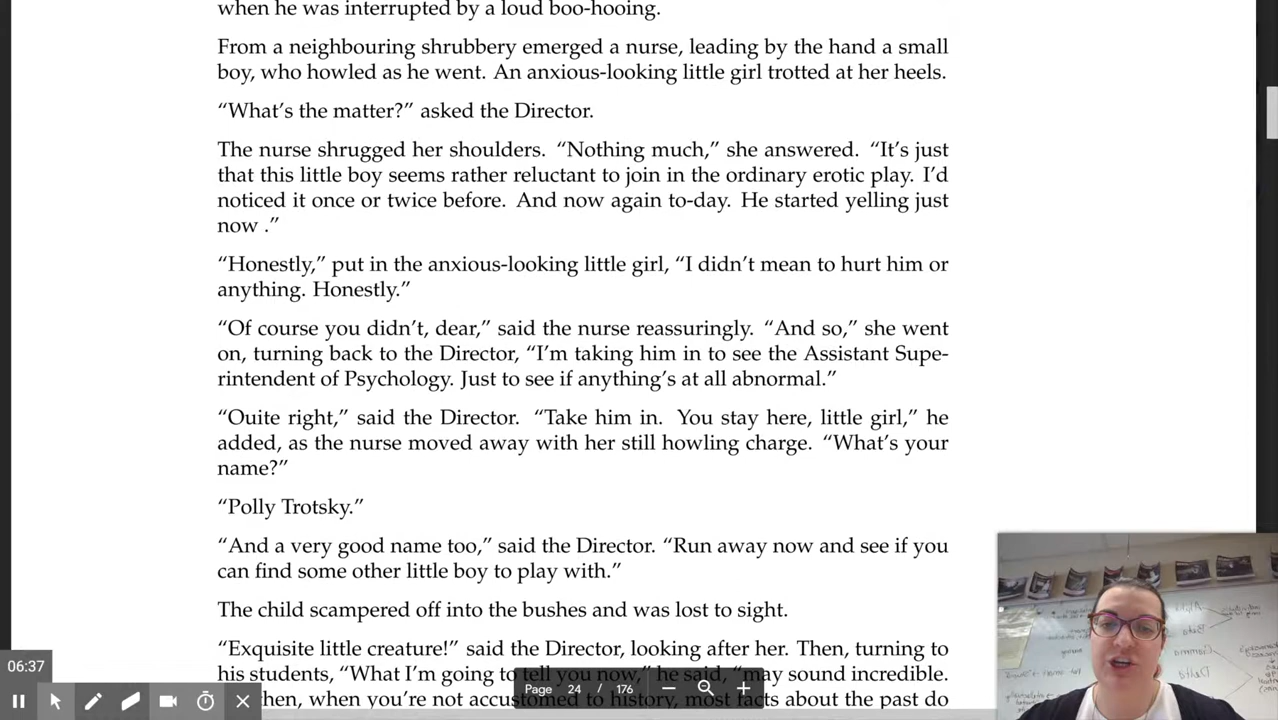 when he was interrupted by a loud boo-hooing.
From a neighbouring shrubbery emerged a nurse, leading by the hand a small
boy, who howled as he went. An anxious-looking little girl trotted at her heels.
“What’s the matter?” asked the Director.
The nurse shrugged her shoulders. “Nothing much,” she answered. “It’s just
that this little boy seems rather reluctant to join in the ordinary erotic play. I’d
noticed it once or twice before. And now again to-day. He started yelling just
now .”
“Honestly,” put in the anxious-looking little girl, “I didn’t mean to hurt him or
anything. Honestly.”
“Of course you didn’t, dear,” said the nurse reassuringly. “And so,” she went
on, turning back to the Director, “I’m taking him in to see the Assistant Supe-
rintendent of Psychology. Just to see if anything’s at all abnormal.”
“Ouite right,” said the Director. “Take him in. You stay here, little girl,” he
added, as the nurse moved away with her still howling charge. “What’s your
name?”
“Polly Trotsky.”
“And a very good name too,” said the Director. “Run away now and see if you
can find some other little boy to play with.”
The child scampered off into the bushes and was lost to sight.
“Exquisite little creature!” said the Director, looking after her. Then, turning to
his students, “What I’m going to tell you now,” he said, “may sound incredible.
then, when you’re not accustomed to history, most facts about the past do
06:37
Page 24 / 176
Alpha
Beta
Gamma
Delta